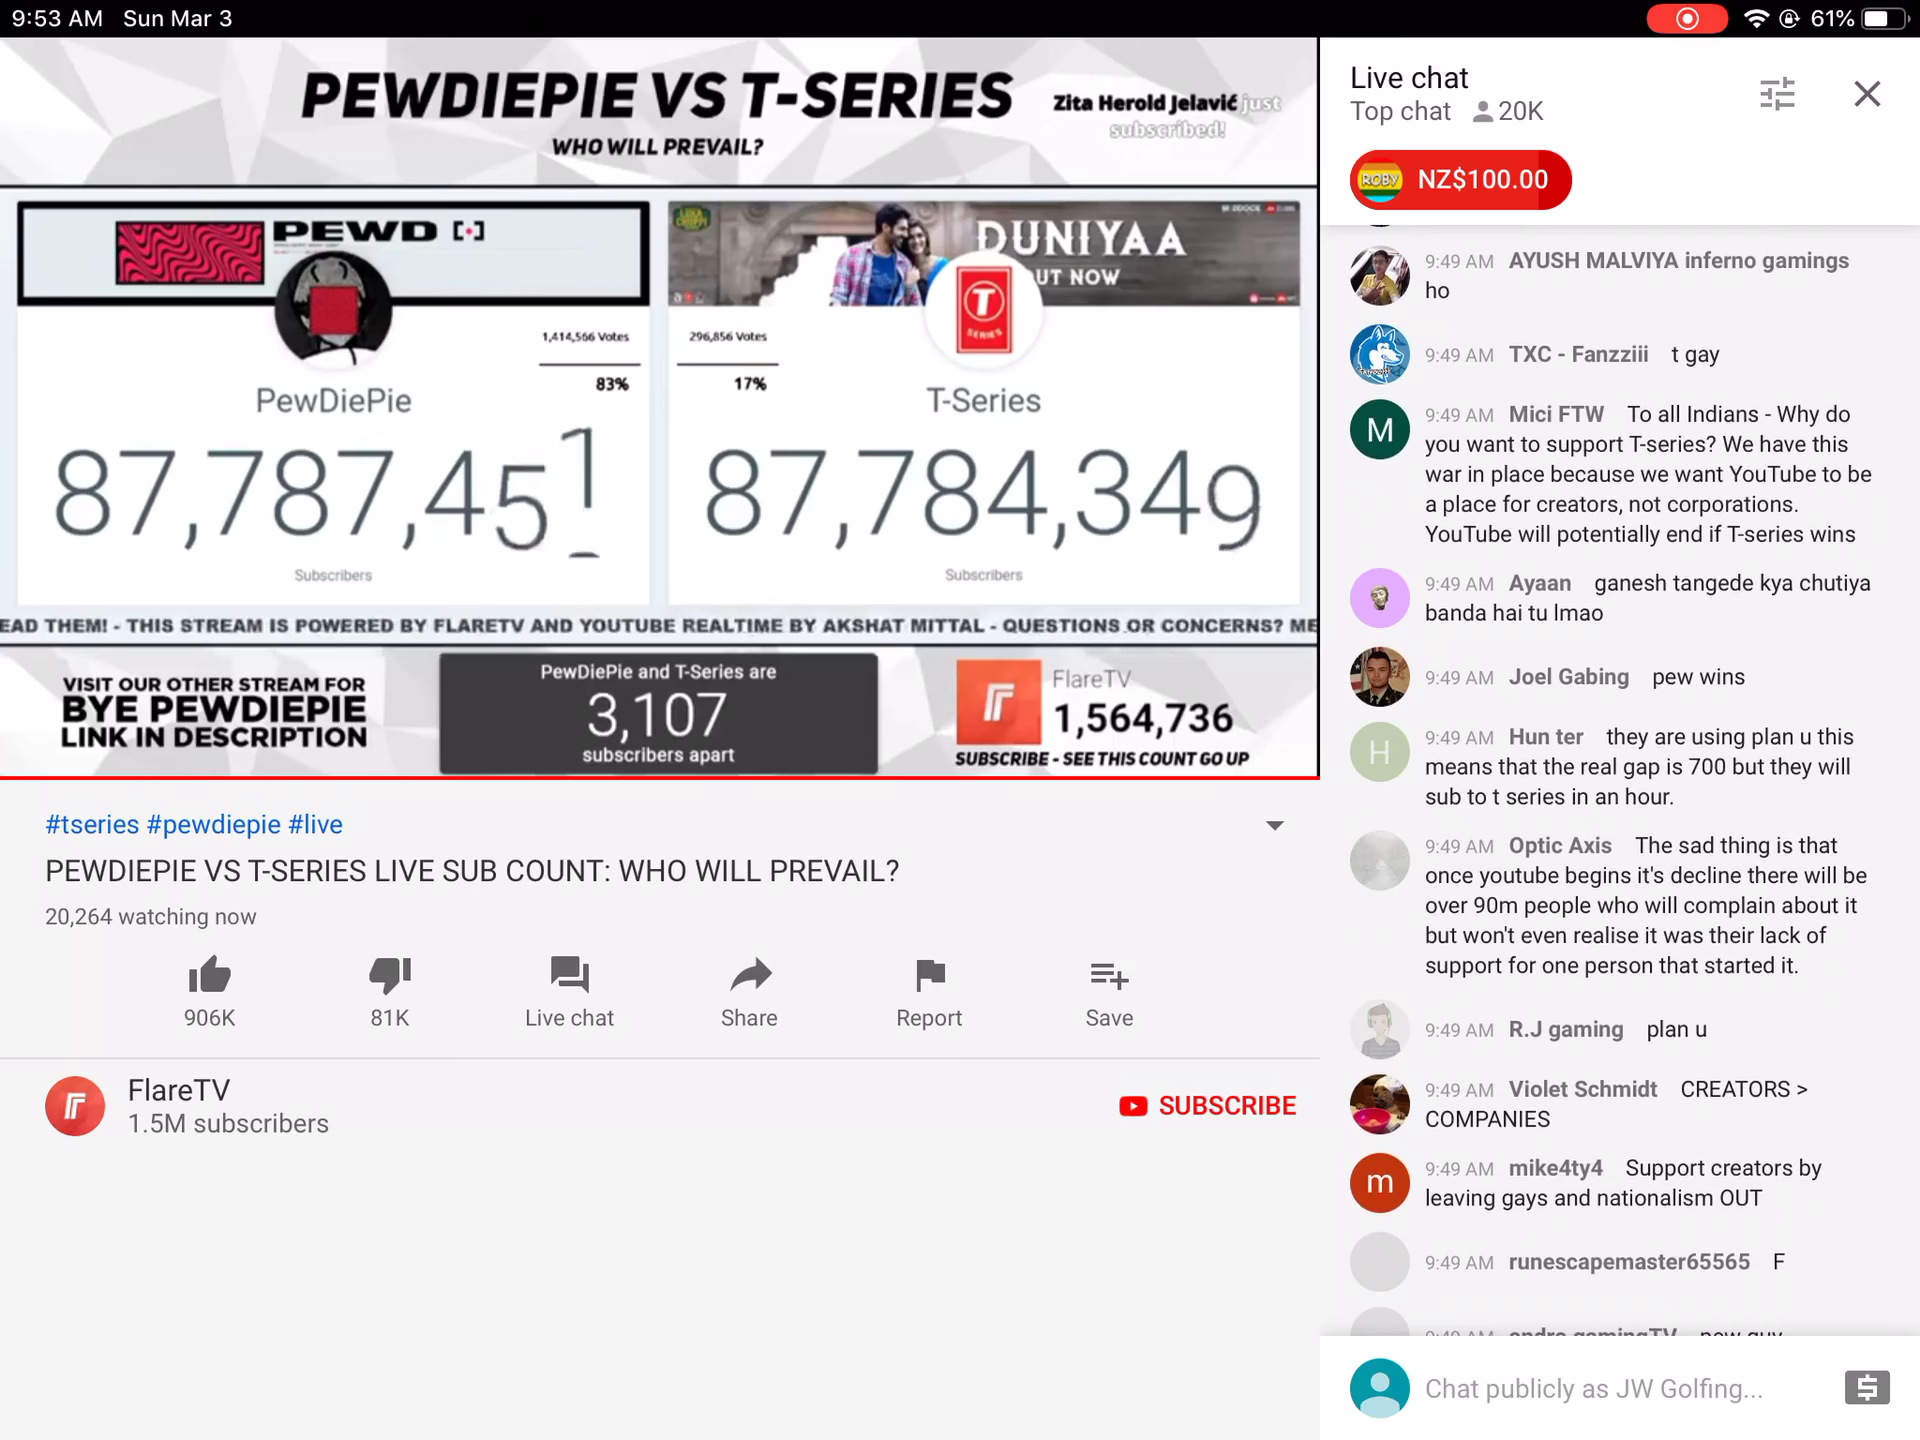 9:53 AM Sun Mar 3
61%
PEWDIEPIE VS T-SERIES
WHO WILL PREVAIL?
Zita Herold Jelavić just
subscribed!
PEWD
1,414,566 Votes
83%
PewDiePie
87,787,451
Subscribers
DUNIYAA
OUT NOW
T
SERIES
296,856 Votes
17%
T-Series
87,784,349
Subscribers
EAD THEM! - THIS STREAM IS POWERED BY FLARETV AND YOUTUBE REALTIME BY AKSHAT MITTAL - QUESTIONS OR CONCERNS? ME
VISIT OUR OTHER STREAM FOR
BYE PEWDIEPIE
LINK IN DESCRIPTION
PewDiePie and T-Series are
3,107
subscribers apart
FlareTV
1,564,736
SUBSCRIBE - SEE THIS COUNT GO UP
#tseries #pewdiepie #live
PEWDIEPIE VS T-SERIES LIVE SUB COUNT: WHO WILL PREVAIL?
20,264 watching now
906K
81K
Live chat
Share
Report
Save
FlareTV
1.5M subscribers
SUBSCRIBE
Live chat
Top chat 20K
ROBY NZ$100.00
9:49 AM AYUSH MALVIYA inferno gamings
ho
9:49 AM TXC - Fanzziii t gay
M
9:49 AM Mici FTW To all Indians - Why do
you want to support T-series? We have this
war in place because we want YouTube to be
a place for creators, not corporations.
YouTube will potentially end if T-series wins
9:49 AM Ayaan ganesh tangede kya chutiya
banda hai tu lmao
9:49 AM Joel Gabing pew wins
H
9:49 AM Hun ter they are using plan u this
means that the real gap is 700 but they will
sub to t series in an hour.
9:49 AM Optic Axis The sad thing is that
once youtube begins it's decline there will be
over 90m people who will complain about it
but won't even realise it was their lack of
support for one person that started it.
9:49 AM R.J gaming plan u
9:49 AM Violet Schmidt CREATORS >
COMPANIES
m
9:49 AM mike4ty4 Support creators by
leaving gays and nationalism OUT
9:49 AM runescapemaster65565 F
Chat publicly as JW Golfing...